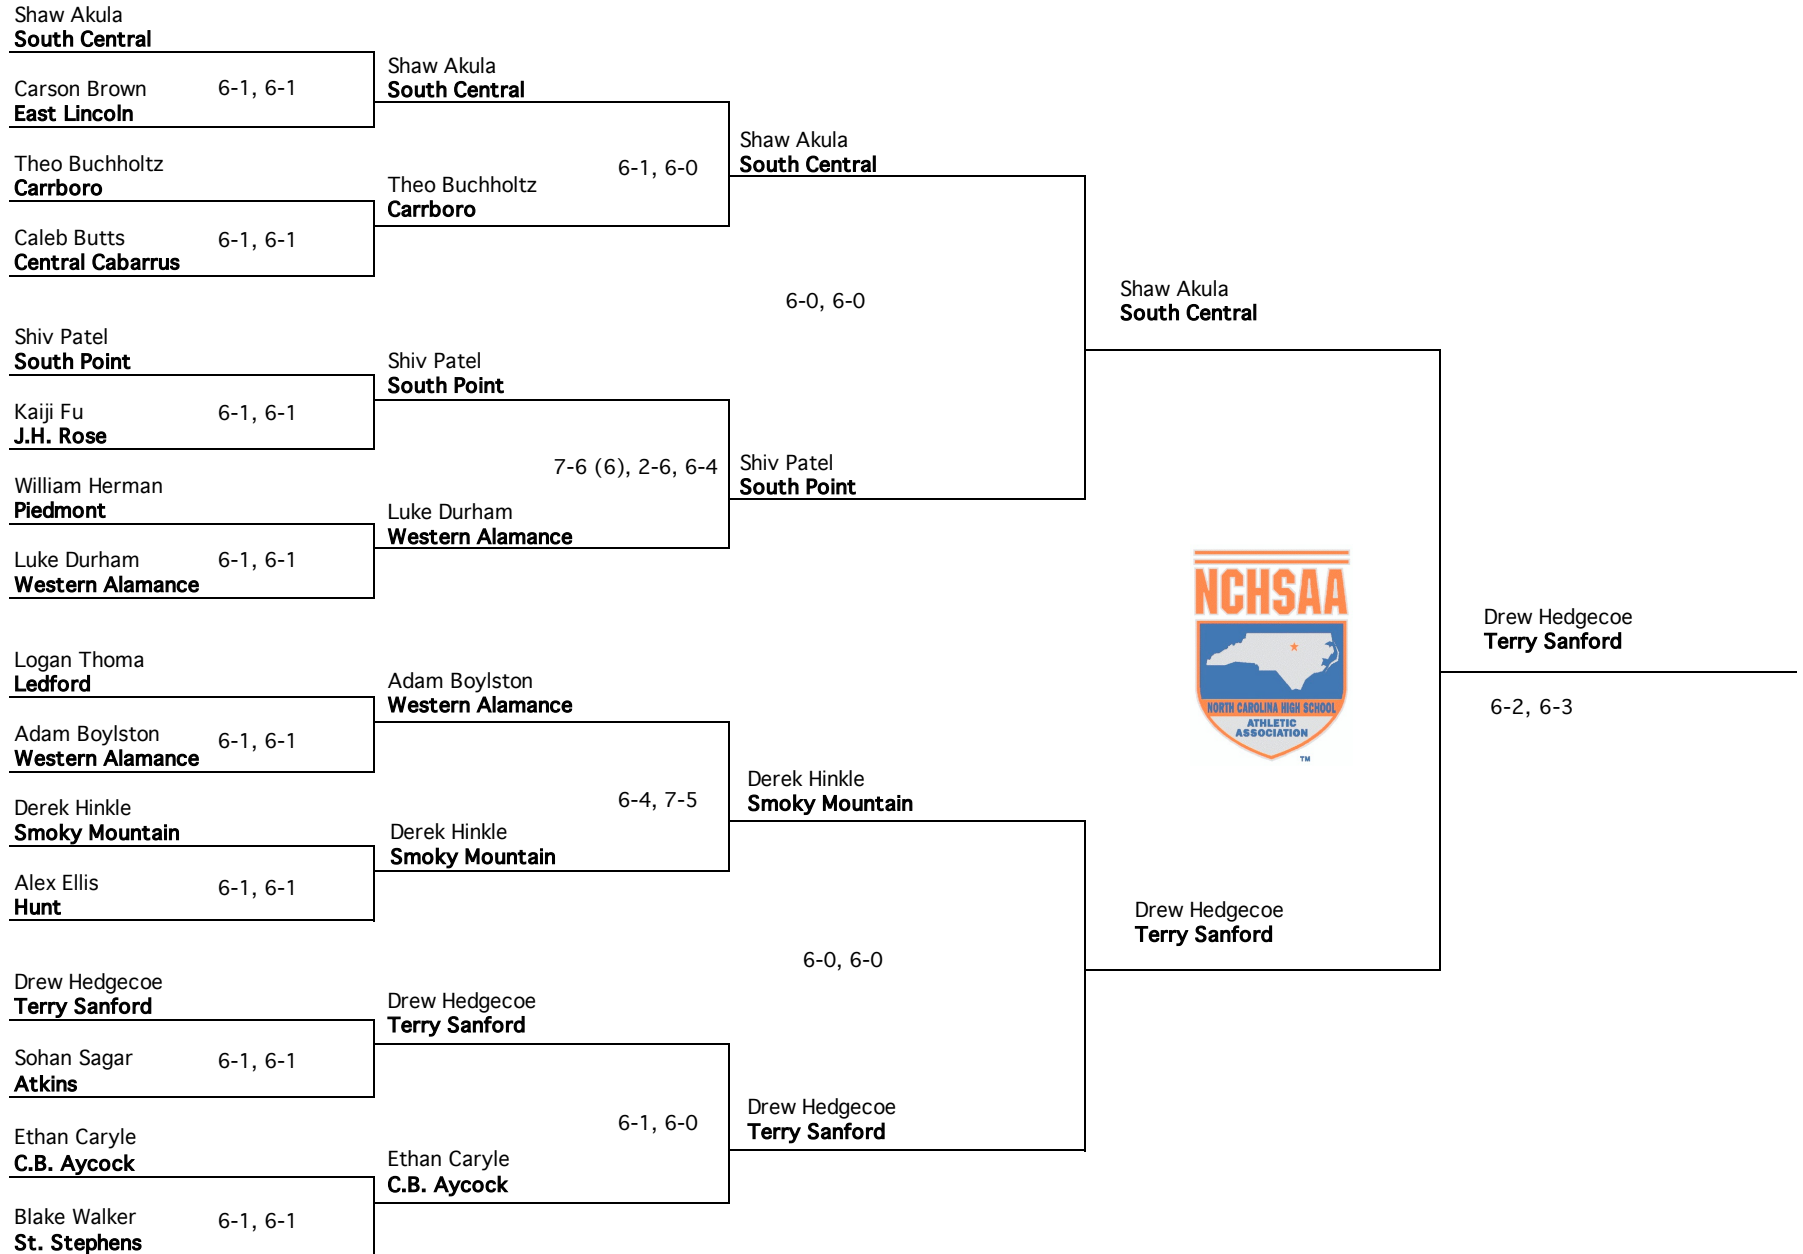 Shaw Akula
South Central
Carson Brown
East Lincoln
6-1, 6-1
Theo Buchholtz
Carrboro
Caleb Butts
Central Cabarrus
6-1, 6-1
Shiv Patel
South Point
Kaiji Fu
J.H. Rose
6-1, 6-1
William Herman
Piedmont
Luke Durham
Western Alamance
6-1, 6-1
Logan Thoma
Ledford
Adam Boylston
Western Alamance
6-1, 6-1
Derek Hinkle
Smoky Mountain
Alex Ellis
Hunt
6-1, 6-1
Drew Hedgecoe
Terry Sanford
Sohan Sagar
Atkins
6-1, 6-1
Ethan Caryle
C.B. Aycock
Blake Walker
St. Stephens
6-1, 6-1
Shaw Akula
South Central
Theo Buchholtz
Carrboro
6-1, 6-0
Shiv Patel
South Point
Luke Durham
Western Alamance
7-6 (6), 2-6, 6-4
Adam Boylston
Western Alamance
Derek Hinkle
Smoky Mountain
6-4, 7-5
Drew Hedgecoe
Terry Sanford
Ethan Caryle
C.B. Aycock
6-1, 6-0
Shaw Akula
South Central
6-0, 6-0
Shiv Patel
South Point
Derek Hinkle
Smoky Mountain
6-0, 6-0
Drew Hedgecoe
Terry Sanford
Shaw Akula
South Central
NCHSAA
NORTH CAROLINA HIGH SCHOOL
ATHLETIC
ASSOCIATION
TM
Drew Hedgecoe
Terry Sanford
Drew Hedgecoe
Terry Sanford
6-2, 6-3